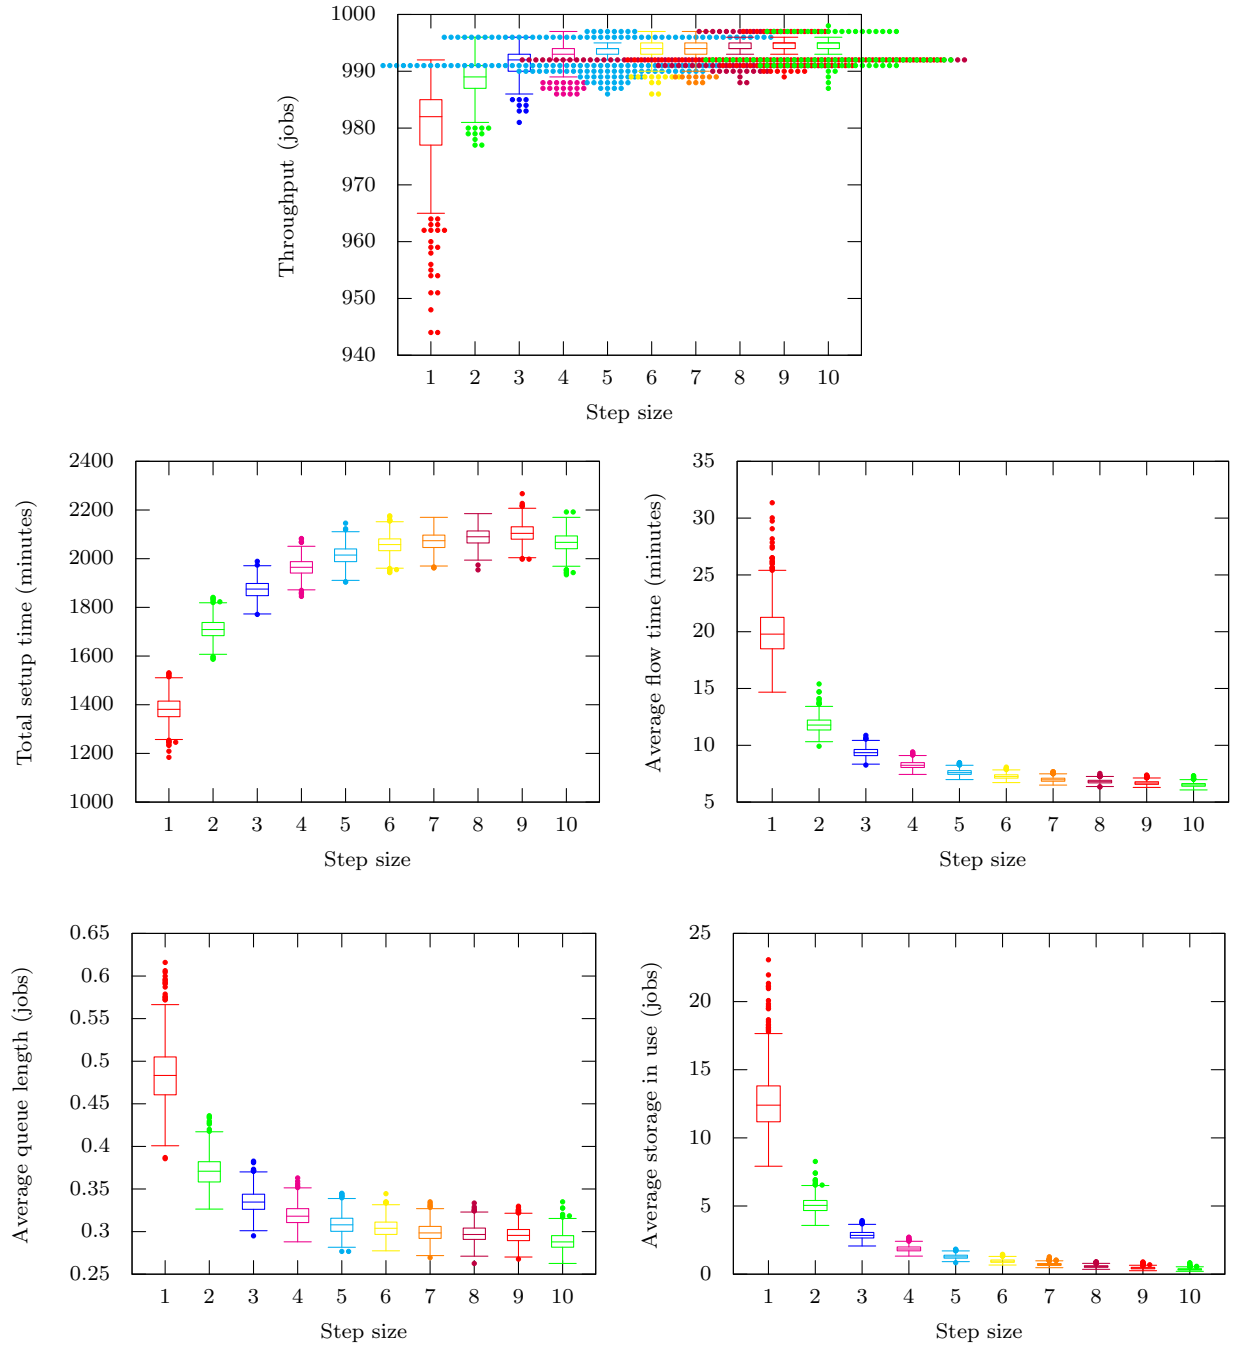 1000
990
980
970
960
950
940
Throughput (jobs)
1 2 3 4 5 6 7 8 9 10
Step size
2400
2200
2000
1800
1600
1400
1200
1000
Total setup time (minutes)
1 2 3 4 5 6 7 8 9 10
Step size
35
30
25
20
15
10
5
Average flow time (minutes)
1 2 3 4 5 6 7 8 9 10
Step size
0.65
0.6
0.55
0.5
0.45
0.4
0.35
0.3
0.25
Average queue length (jobs)
1 2 3 4 5 6 7 8 9 10
Step size
25
20
15
10
5
0
Average storage in use (jobs)
1 2 3 4 5 6 7 8 9 10
Step size